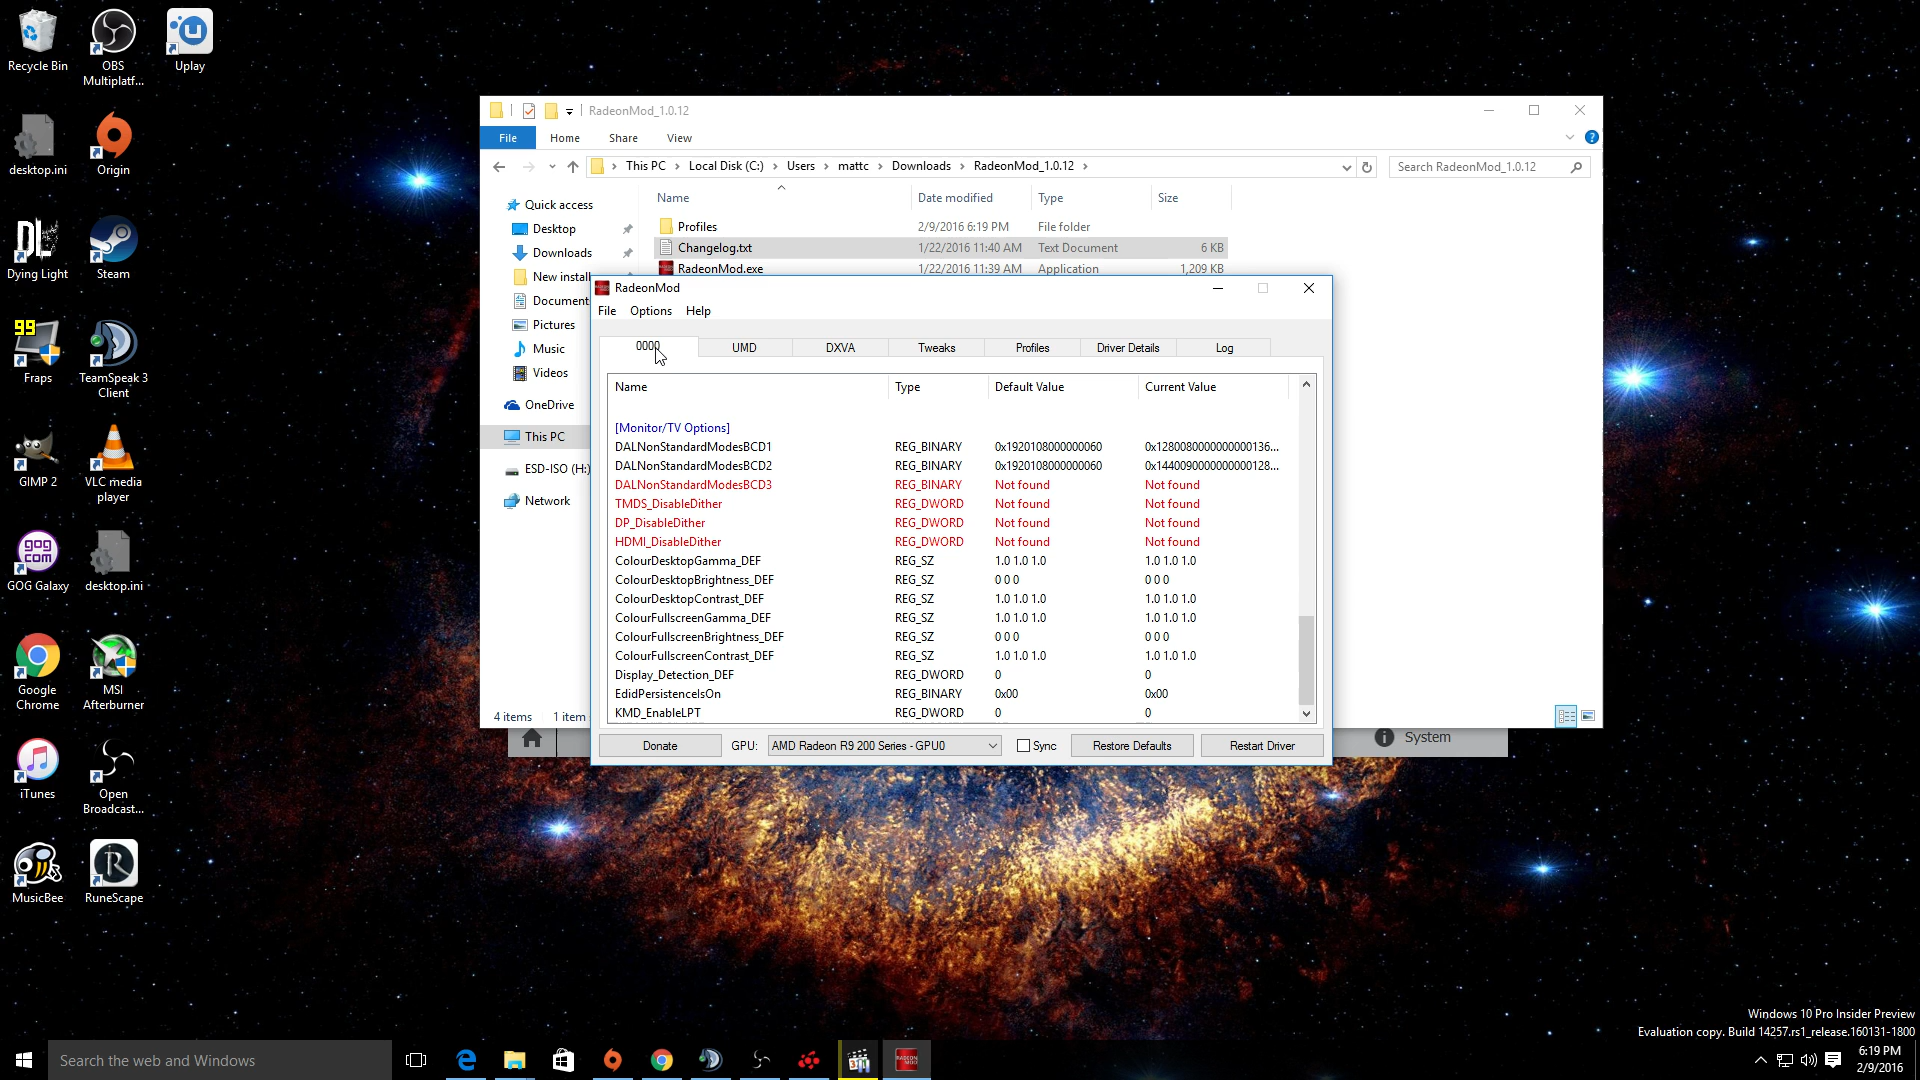 Recycle Bin
OBS Multiplatf...
Uplay
desktop.ini
Origin
Dying Light
Steam
99
Fraps
TeamSpeak 3 Client
GIMP 2
VLC media player
gog com
GOG Galaxy
desktop.ini
Google Chrome
MSI Afterburner
iTunes
Open Broadcast...
MusicBee
RuneScape
RadeonMod_1.0.12
File Home Share View
This PC > Local Disk (C:) > Users > mattc > Downloads > RadeonMod_1.0.12 >
Search RadeonMod_1.0.12
Quick access
Desktop
Downloads
New install
Document
Pictures
Music
Videos
OneDrive
This PC
ESD-ISO (H:)
Network
Name Date modified Type Size
Profiles 2/9/2016 6:19 PM File folder
Changelog.txt 1/22/2016 11:40 AM Text Document 6 KB
RadeonMod.exe 1/22/2016 11:39 AM Application 1,209 KB
4 items 1 item
RadeonMod
File Options Help
0000 UMD DXVA Tweaks Profiles Driver Details Log
Name Type Default Value Current Value
[Monitor/TV Options]
DALNonStandardModesBCD1 REG_BINARY 0x1920108000000060 0x1280080000000000136...
DALNonStandardModesBCD2 REG_BINARY 0x1920108000000060 0x1440090000000000128...
DALNonStandardModesBCD3 REG_BINARY Not found Not found
TMDS_DisableDither REG_DWORD Not found Not found
DP_DisableDither REG_DWORD Not found Not found
HDMI_DisableDither REG_DWORD Not found Not found
ColourDesktopGamma_DEF REG_SZ 1.0 1.0 1.0 1.0 1.0 1.0
ColourDesktopBrightness_DEF REG_SZ 0 0 0 0 0 0
ColourDesktopContrast_DEF REG_SZ 1.0 1.0 1.0 1.0 1.0 1.0
ColourFullscreenGamma_DEF REG_SZ 1.0 1.0 1.0 1.0 1.0 1.0
ColourFullscreenBrightness_DEF REG_SZ 0 0 0 0 0 0
ColourFullscreenContrast_DEF REG_SZ 1.0 1.0 1.0 1.0 1.0 1.0
Display_Detection_DEF REG_DWORD 0 0
EdidPersistenceIsOn REG_BINARY 0x00 0x00
KMD_EnableLPT REG_DWORD 0 0
Donate GPU: AMD Radeon R9 200 Series - GPU0 Sync Restore Defaults Restart Driver
System
Windows 10 Pro Insider Preview
Evaluation copy. Build 14257.rs1_release.160131-1800
Search the web and Windows
6:19 PM
2/9/2016